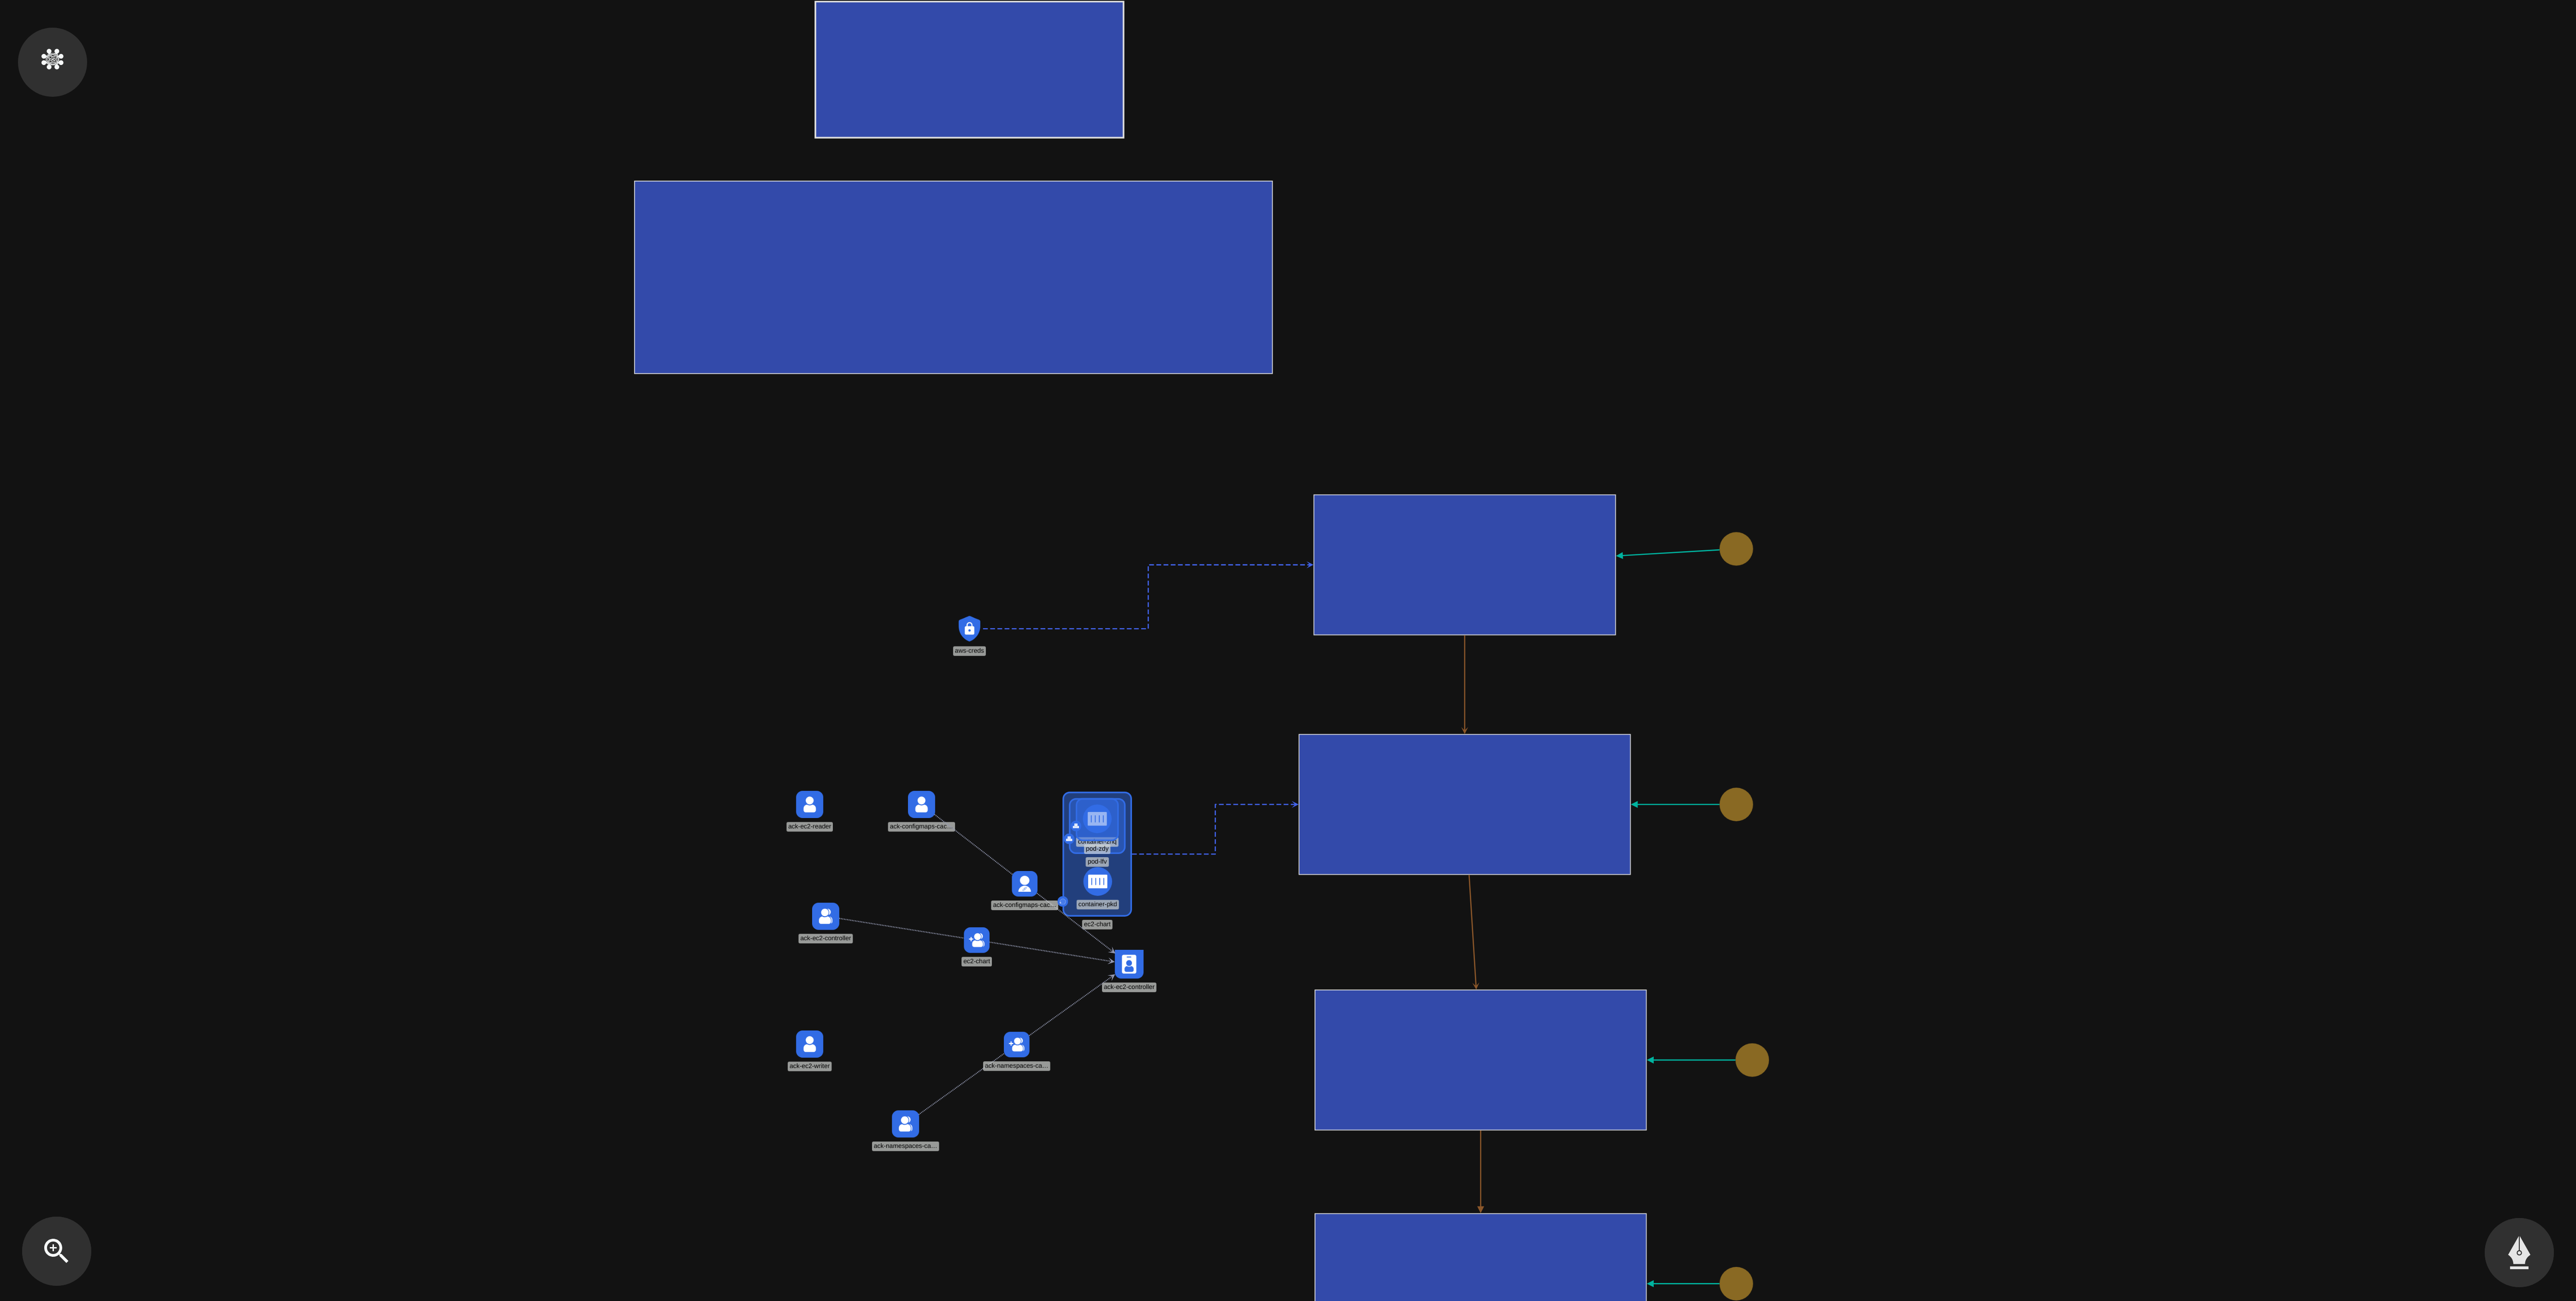 aws-creds
ack-ec2-reader
ack-configmaps-cac...
pod-zdy
pod-lfv
container-pkd
ack-configmaps-cac...
ec2-chart
ack-ec2-controller
ec2-chart
ack-ec2-controller
ack-ec2-writer
ack-namespaces-ca...
ack-namespaces-ca...